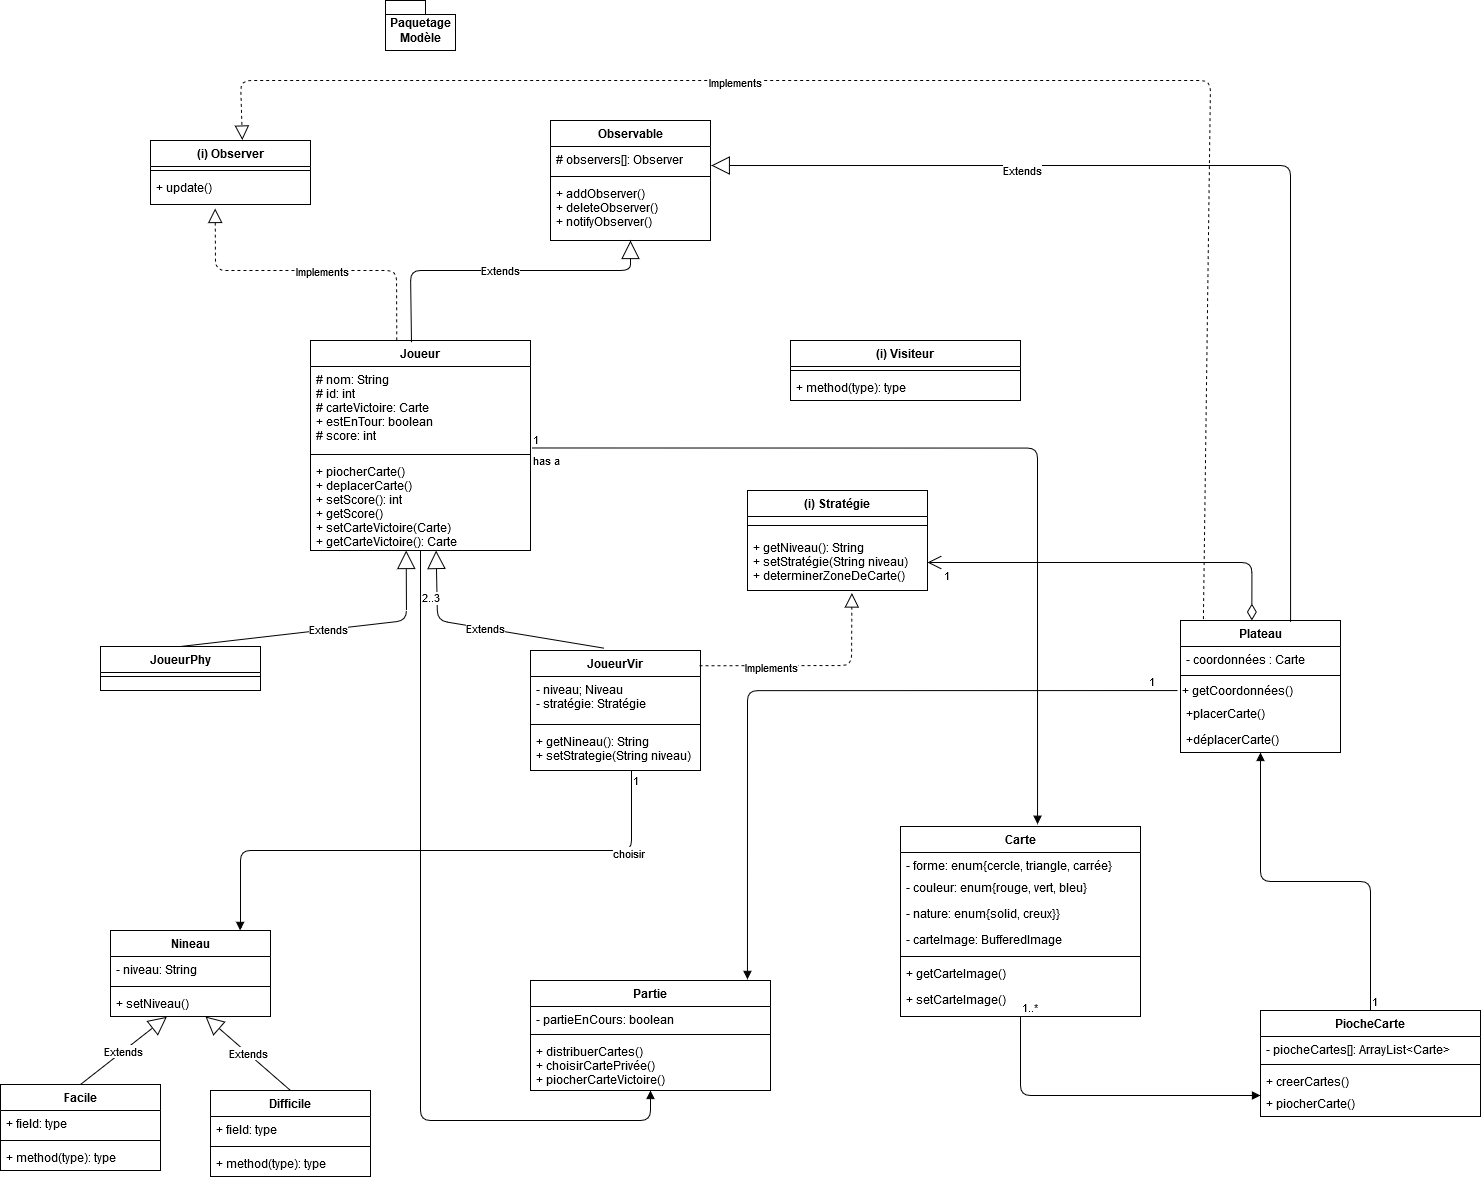 Paquetage
Modèle
Implements
(i) Observer
+ update()
Observable
# observers[]: Observer
+ addObserver()
+ deleteObserver()
+ notifyObserver()
Extends
Implements
Extends
Joueur
# nom: String
# id: int
# carteVictoire: Carte
+ estEnTour: boolean
# score: int
+ piocherCarte()
+ deplacerCarte()
+ setScore(): int
+ getScore()
+ setCarteVictoire(Carte)
+ getCarteVictoire(): Carte
(i) Visiteur
+ method(type): type
1
has a
(i) Stratégie
+ getNiveau(): String
+ setStratégie(String niveau)
+ determinerZoneDeCarte()
1
2..3
Extends
Extends
JoueurPhy
JoueurVir
- niveau; Niveau
- stratégie: Stratégie
+ getNineau(): String
+ setStrategie(String niveau)
Implements
Plateau
- coordonnées : Carte
+ getCoordonnées()
+placerCarte()
+déplacerCarte()
1
1
choisir
Carte
- forme: enum{cercle, triangle, carrée}
- couleur: enum{rouge, vert, bleu}
- nature: enum{solid, creux}}
- carteImage: BufferedImage
+ getCarteImage()
+ setCarteImage()
1..*
Nineau
- niveau: String
+ setNiveau()
Extends
Extends
Partie
- partieEnCours: boolean
+ distribuerCartes()
+ choisirCartePrivée()
+ piocherCarteVictoire()
1
PiocheCarte
- piocheCartes[]: ArrayList<Carte>
+ creerCartes()
+ piocherCarte()
Facile
+ field: type
+ method(type): type
Difficile
+ field: type
+ method(type): type